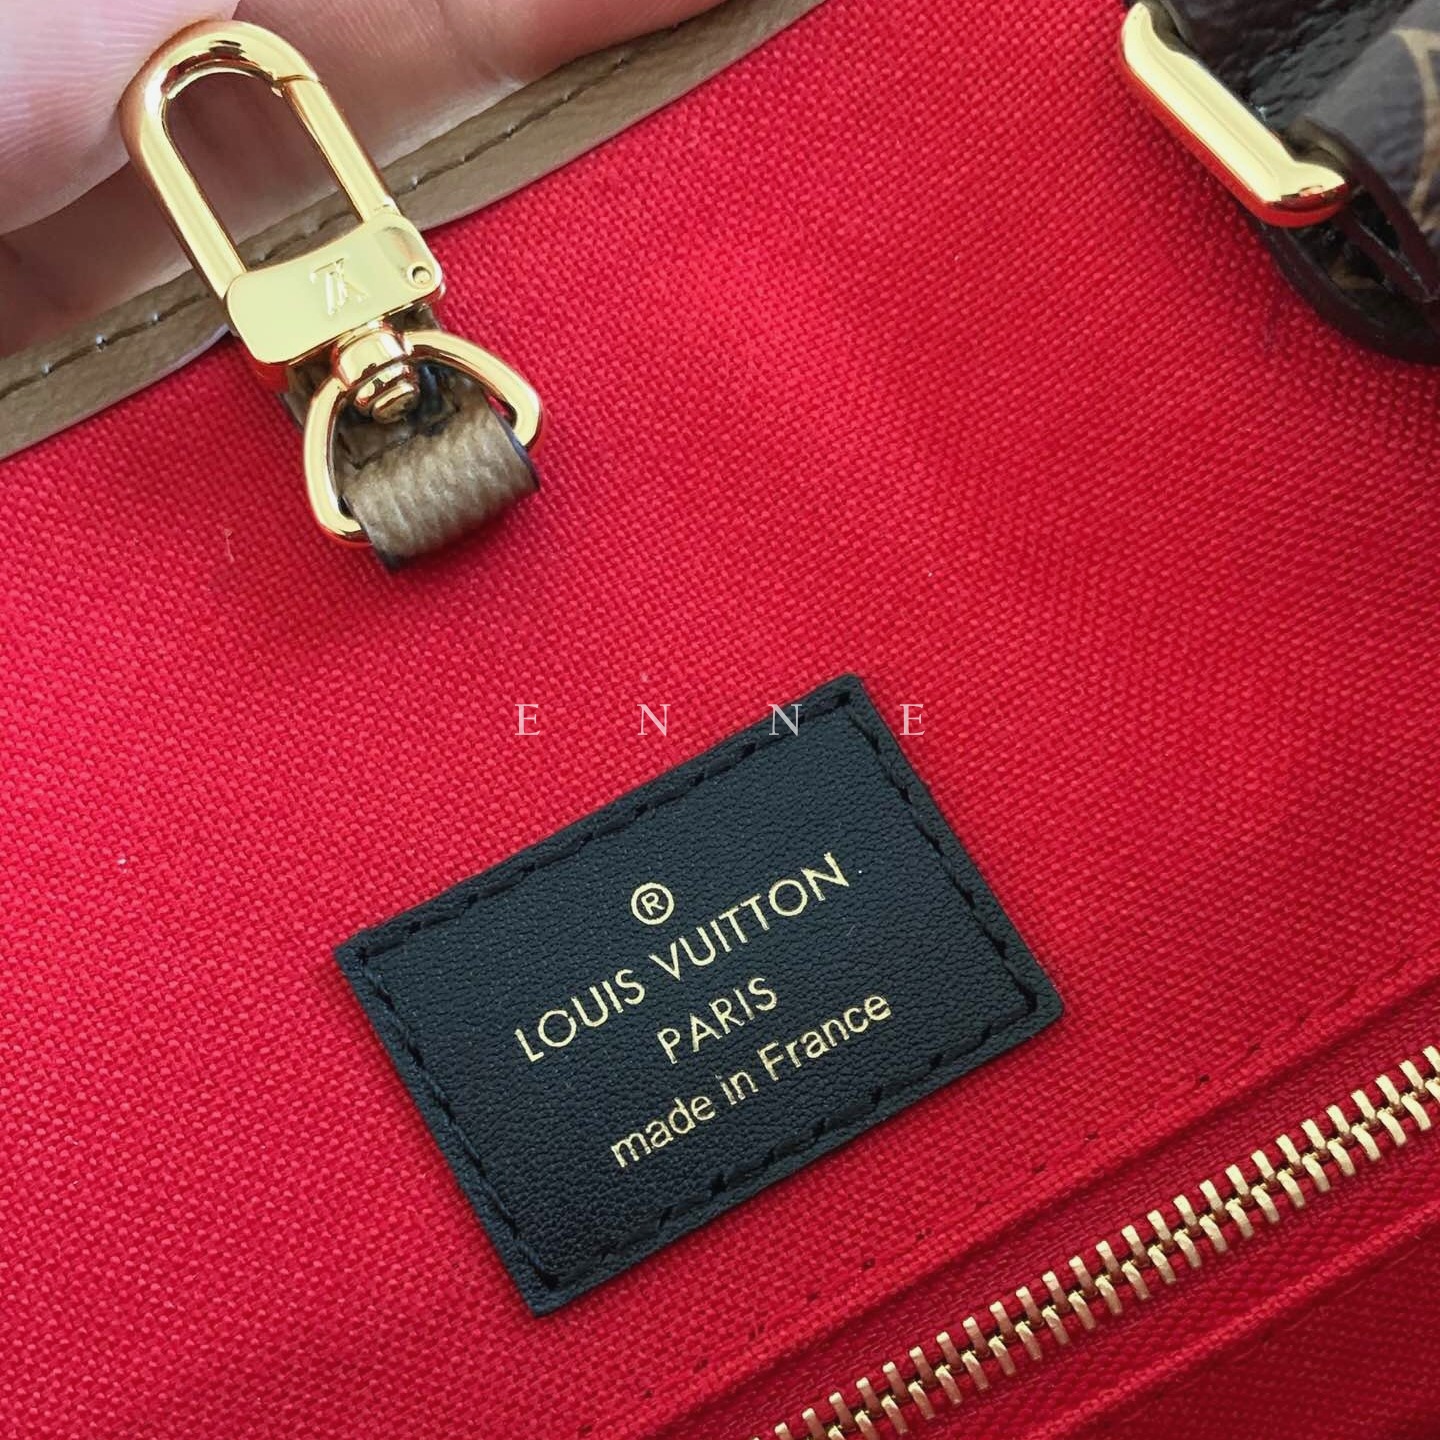 E N N E
®
LOUIS VUITTON
PARIS
made in France